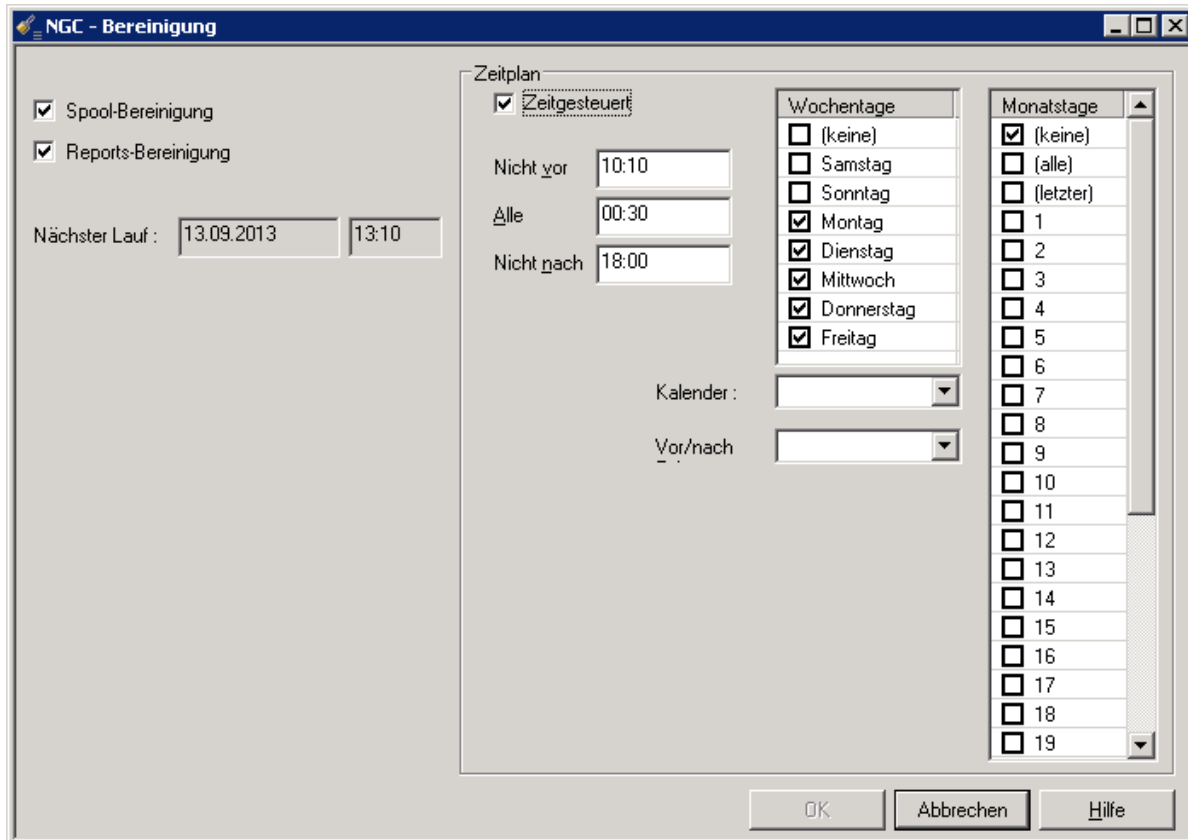 NGC - Bereinigung
Spool-Bereinigung
Reports-Bereinigung
Nächster Lauf :
13.09.2013
13:10
Zeitplan
Zeitgesteuert
Nicht vor
10:10
Alle
00:30
Nicht nach
18:00
Wochentage
(keine)
Samstag
Sonntag
Montag
Dienstag
Mittwoch
Donnerstag
Freitag
Kalender :
Vor/nach
Monatstage
(keine)
(alle)
(letzter)
1
2
3
4
5
6
7
8
9
10
11
12
13
14
15
16
17
18
19
OK
Abbrechen
Hilfe